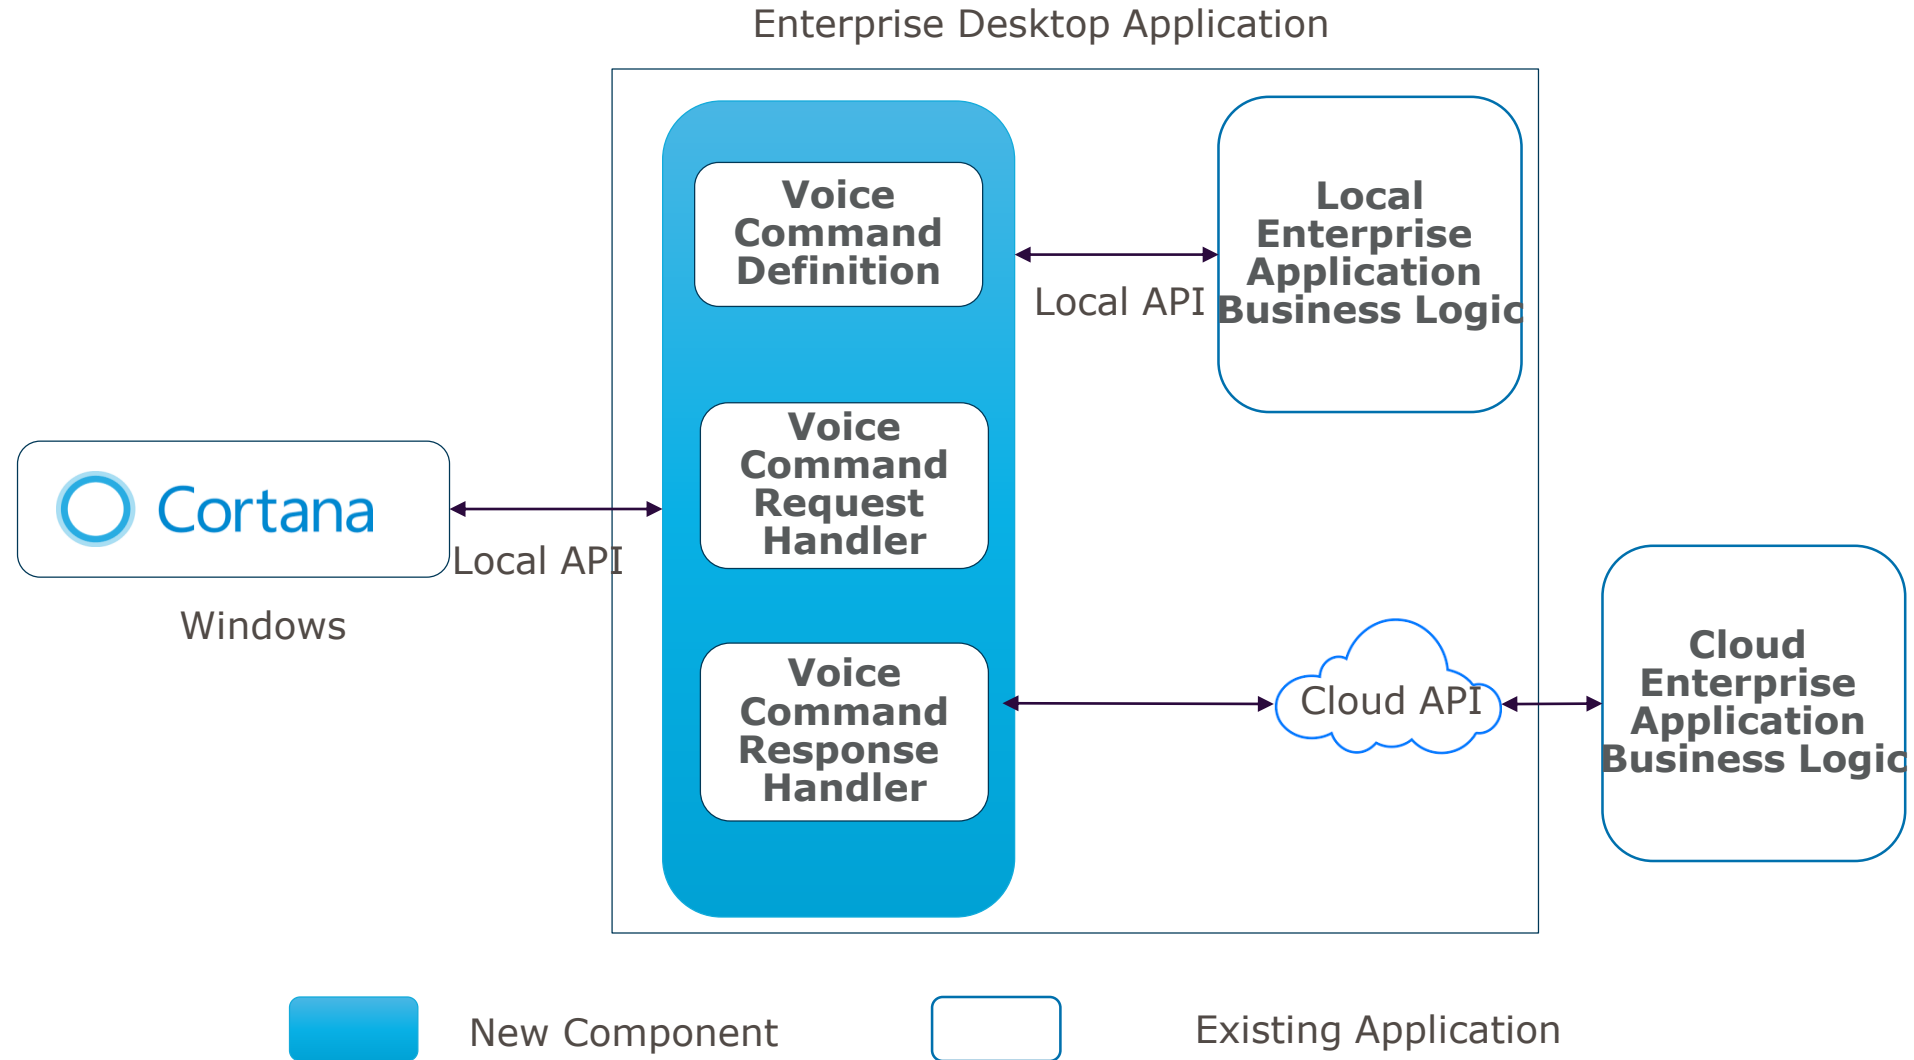 Enterprise Desktop Application
Voice
Command
Definition
Local API
Local
Enterprise
Application
Business Logic
Cortana
Windows
Local API
Voice
Command
Request
Handler
Voice
Command
Response
Handler
Cloud API
Cloud
Enterprise
Application
Business Logic
New Component
Existing Application